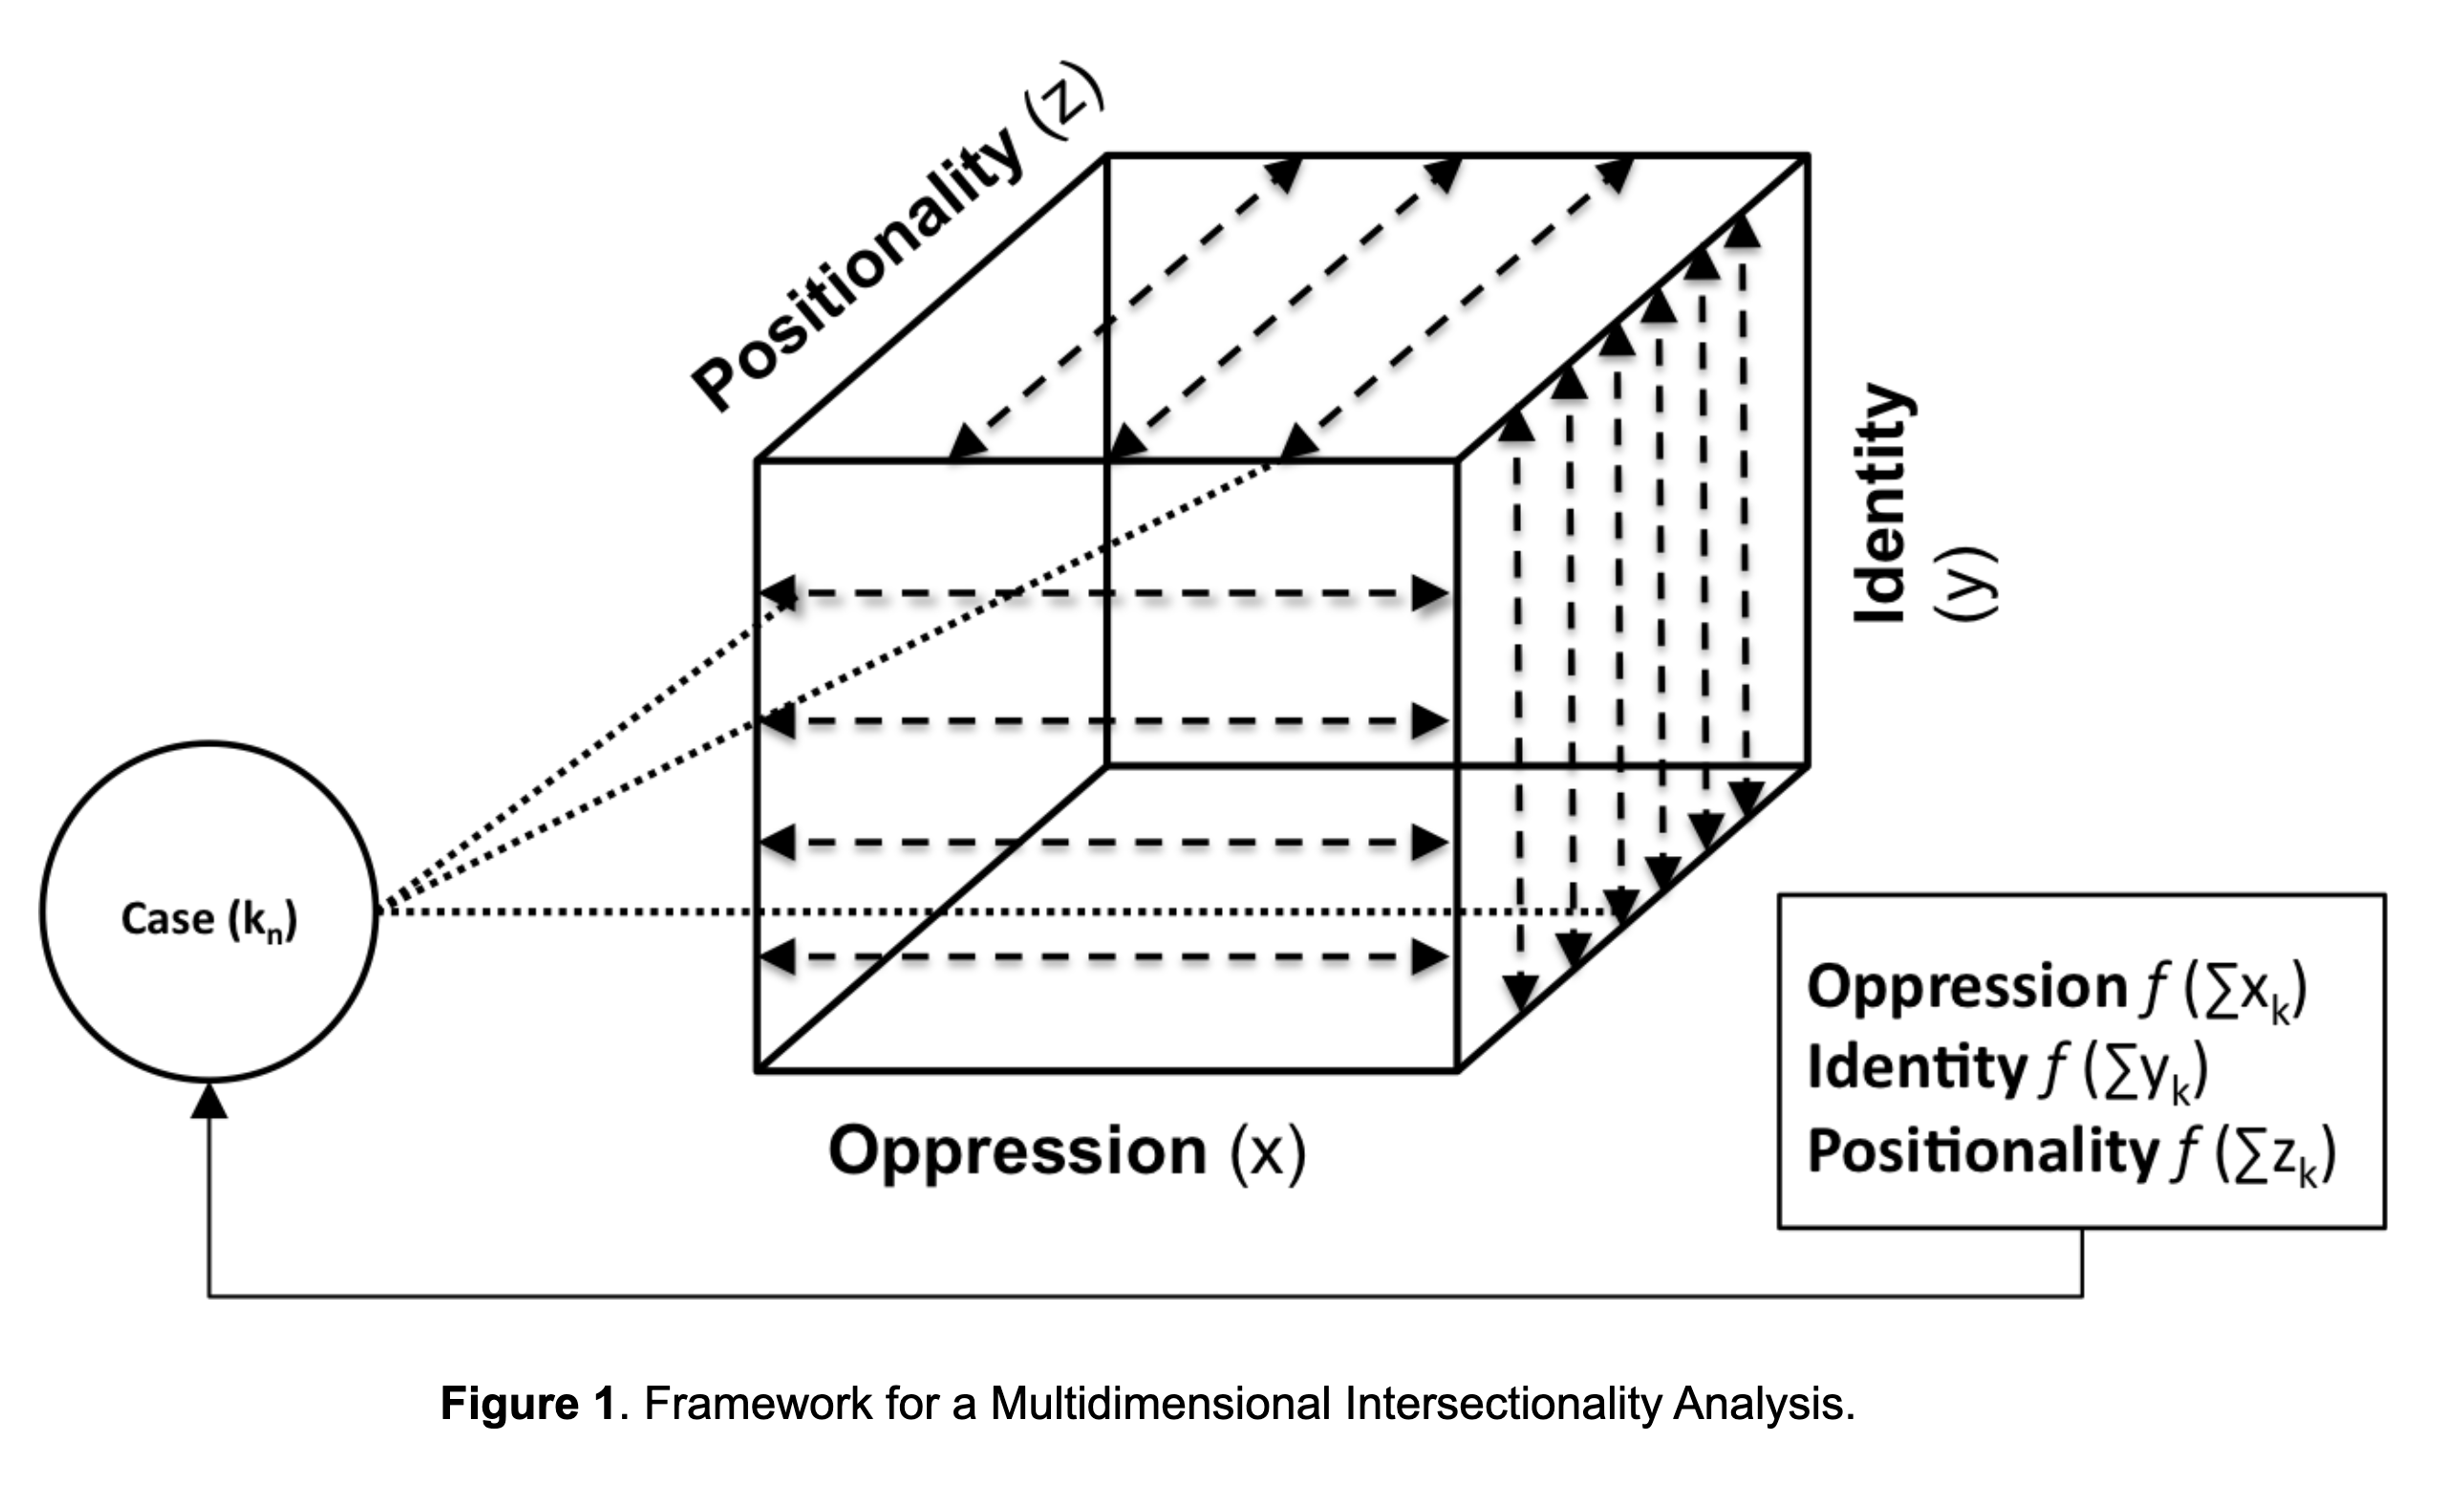 Positionality (z)
Identity
(y)
Case (kₙ)
Oppression f (∑xₖ)
Identity f (∑yₖ)
Positionality f (∑zₖ)
Oppression (x)
Figure 1. Framework for a Multidimensional Intersectionality Analysis.